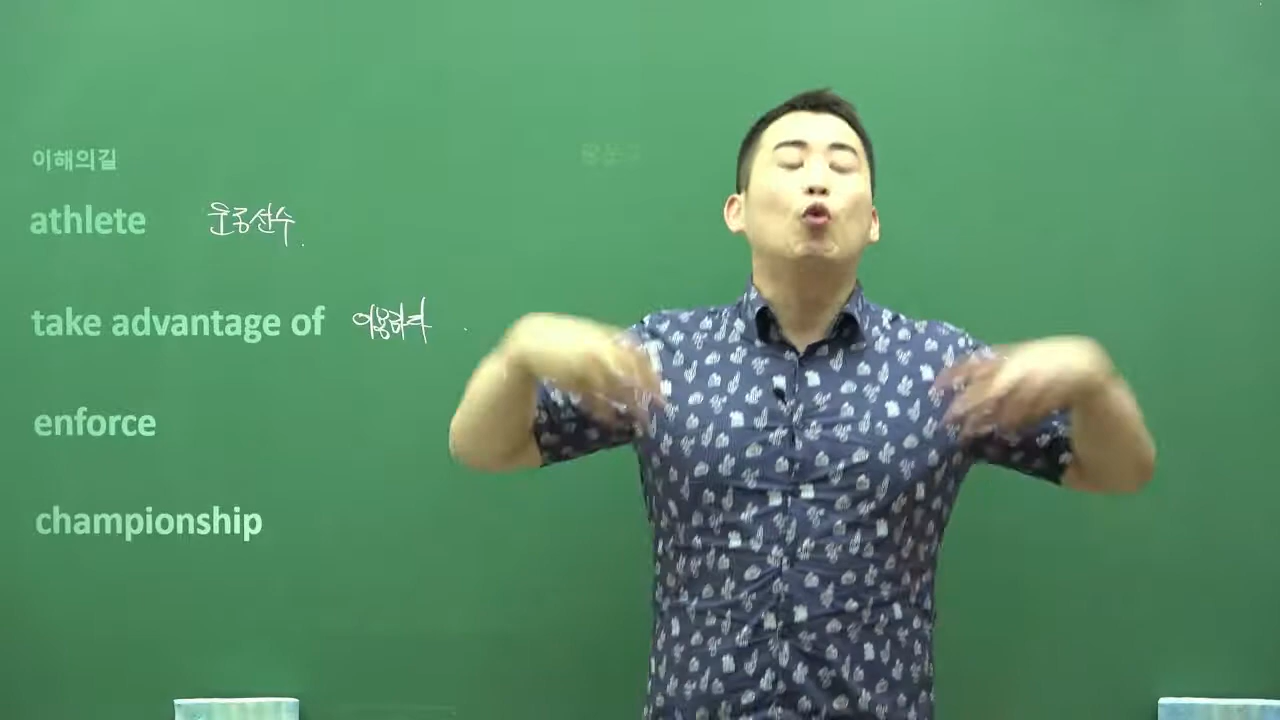 이해의길
athlete 운동선수.
take advantage of 이용하다.
enforce
championship